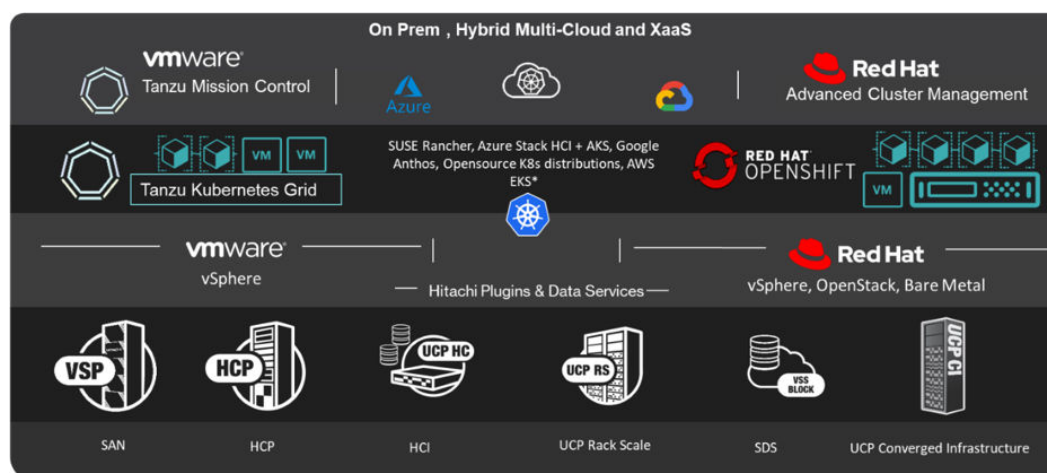 On Prem , Hybrid Multi-Cloud and XaaS
vmware®
Tanzu Mission Control
Azure
Red Hat
Advanced Cluster Management
VM
VM
Tanzu Kubernetes Grid
SUSE Rancher, Azure Stack HCI + AKS, Google
Anthos, Opensource K8s distributions, AWS
EKS*
RED HAT®
OPENSHIFT
VM
vmware®
vSphere
Hitachi Plugins & Data Services
Red Hat
vSphere, OpenStack, Bare Metal
VSP
HCP
UCP HC
UCP RS
VSS
BLOCK
UCP CI
SAN
HCP
HCI
UCP Rack Scale
SDS
UCP Converged Infrastructure